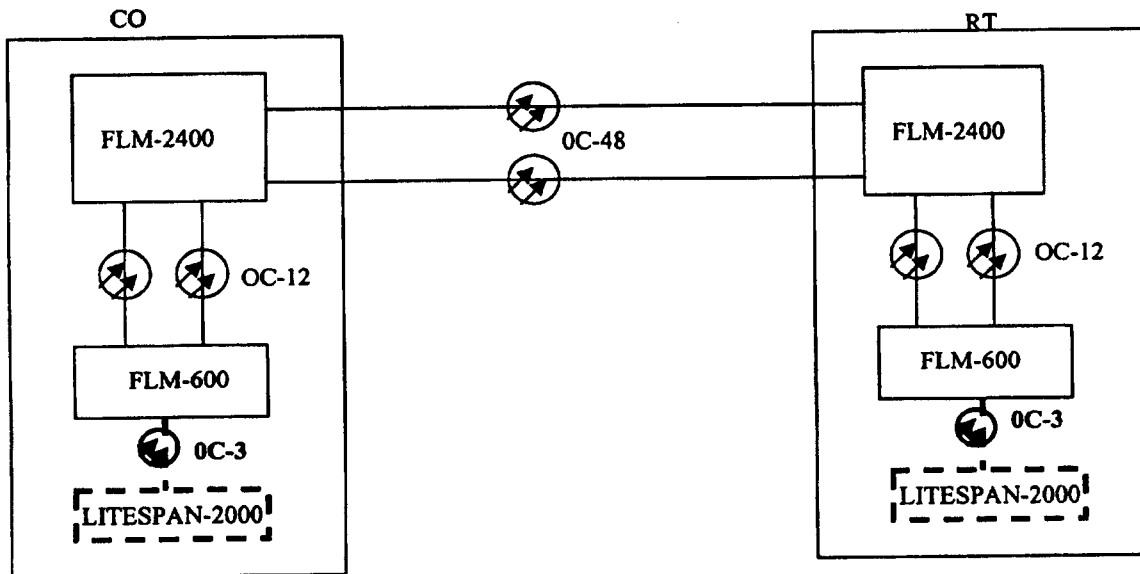 CO
RT
FLM-2400
0C-48
FLM-2400
OC-12
OC-12
FLM-600
FLM-600
0C-3
0C-3
LITESPAN-2000
LITESPAN-2000